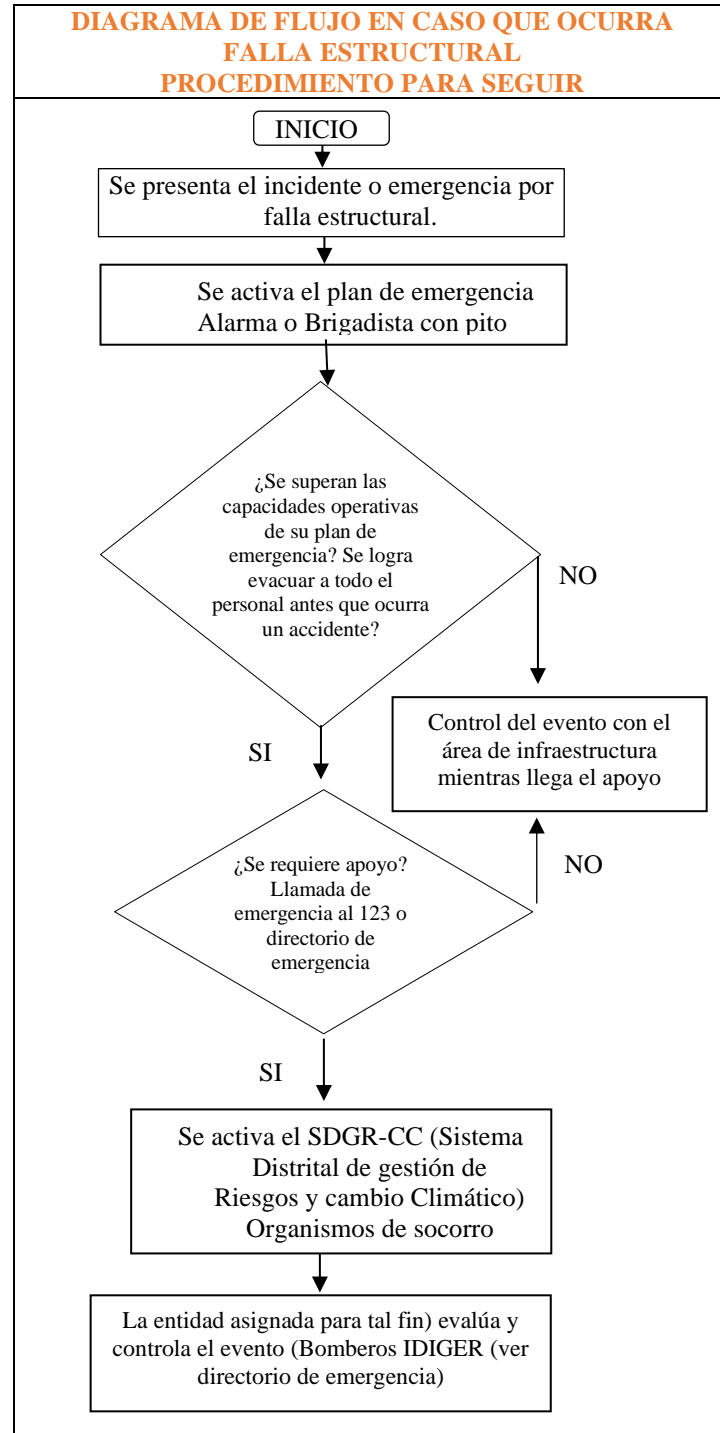 DIAGRAMA DE FLUJO EN CASO QUE OCURRA
FALLA ESTRUCTURAL
PROCEDIMIENTO PARA SEGUIR
INICIO
Se presenta el incidente o emergencia por
falla estructural.
Se activa el plan de emergencia
Alarma o Brigadista con pito
¿Se superan las
capacidades operativas
de su plan de
emergencia? Se logra
evacuar a todo el
personal antes que ocurra
un accidente?
NO
Control del evento con el
área de infraestructura
mientras llega el apoyo
SI
¿Se requiere apoyo?
Llamada de
emergencia al 123 o
directorio de
emergencia
NO
SI
Se activa el SDGR-CC (Sistema
Distrital de gestión de
Riesgos y cambio Climático)
Organismos de socorro
La entidad asignada para tal fin) evalúa y
controla el evento (Bomberos IDIGER (ver
directorio de emergencia)